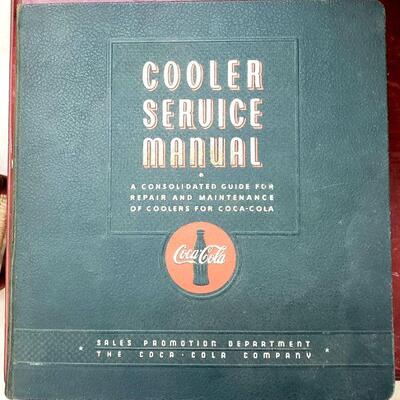 COOLER
SERVICE
MANUAL
A CONSOLIDATED GUIDE FOR
REPAIR AND MAINTENANCE
OF COOLERS FOR COCA-COLA
Coca-Cola
* SALES PROMOTION DEPARTMENT *
THE COCA-COLA COMPANY